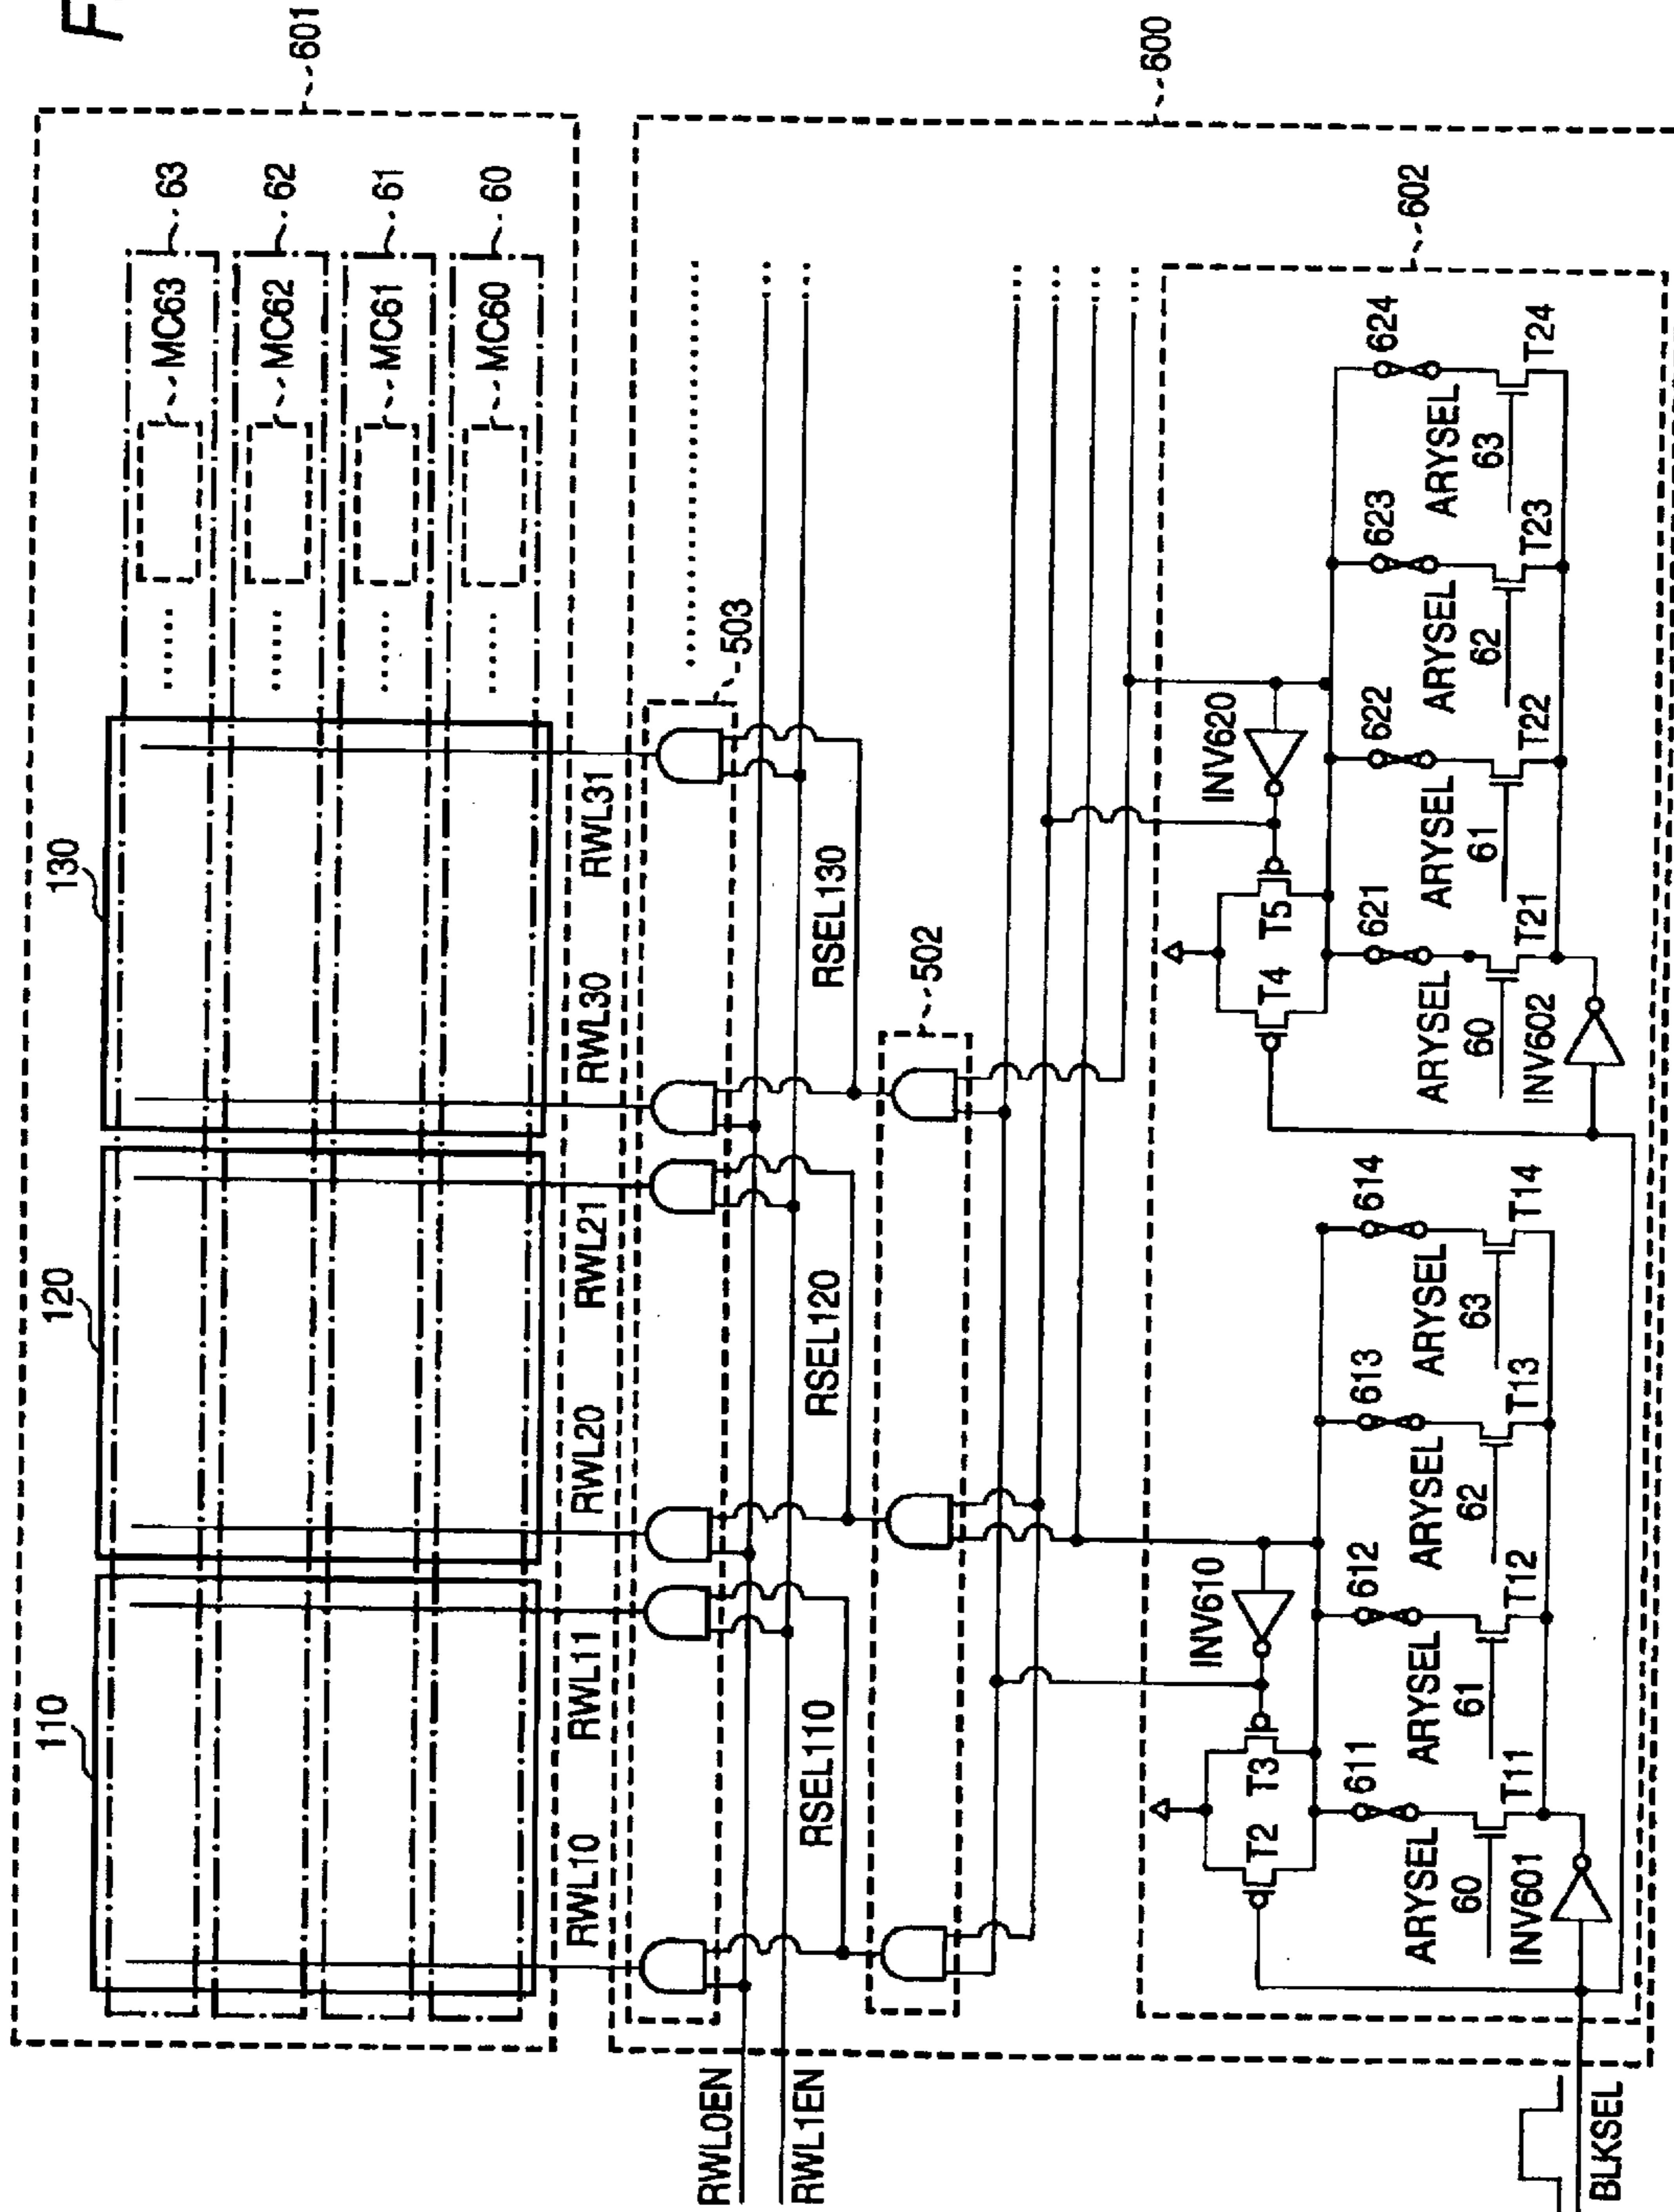 F
601
110
120
130
MC63
63
MC62
62
MC61
61
MC60
60
RWL10
RWL11
RWL20
RWL21
RWL30
RWL31
600
503
RWL0EN
RWL1EN
RSEL110
RSEL120
RSEL130
502
602
T2
T3
INV610
T4
T5
INV620
611
612
613
614
621
622
623
624
ARYSEL
60
ARYSEL
61
ARYSEL
62
ARYSEL
63
ARYSEL
60
ARYSEL
61
ARYSEL
62
ARYSEL
63
T11
T12
T13
T14
T21
T22
T23
T24
INV601
INV602
BLKSEL